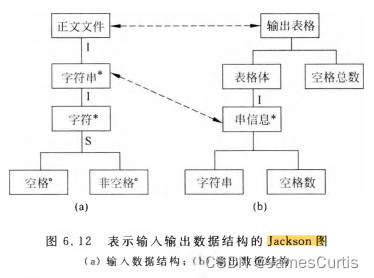 正文文件
输出表格
I
字符串*
表格体
空格总数
I
I
字符*
串信息*
S
空格°
非空格°
字符串
空格数
(a)
(b)
图 6.12 表示输入输出数据结构的 Jackson 图
(a) 输入数据结构；(b) 输出数据结构
CSDN @JamesCurtis